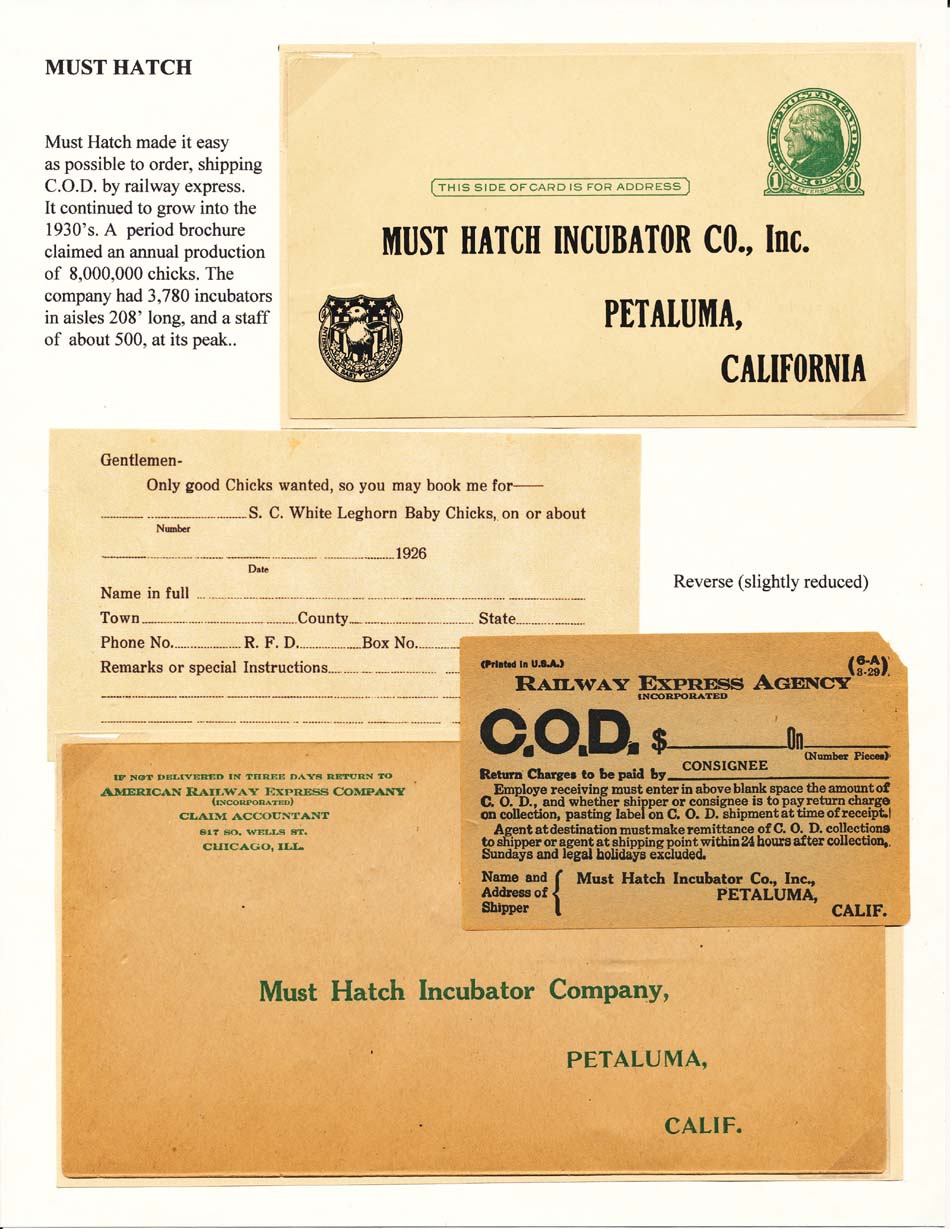 MUST HATCH
Must Hatch made it easy
as possible to order, shipping
C.O.D. by railway express.
It continued to grow into the
1930's. A period brochure
claimed an annual production
of 8,000,000 chicks. The
company had 3,780 incubators
in aisles 208' long, and a staff
of about 500, at its peak..
U.S. POSTAL CARD
1 ONE CENT 1
JEFFERSON
THIS SIDE OF CARD IS FOR ADDRESS
MUST HATCH INCUBATOR CO., Inc.
PETALUMA,
CALIFORNIA
INTERNATIONAL BABY CHICK ASSOCIATION
Gentlemen-
Only good Chicks wanted, so you may book me for—
S. C. White Leghorn Baby Chicks, on or about
Number
1926
Date
Name in full
Town County State
Phone No. R. F. D. Box No.
Remarks or special Instructions
Reverse (slightly reduced)
(Printed in U.S.A.)
(6-A)
3-29)
RAILWAY EXPRESS AGENCY
INCORPORATED
C.O.D. $ On
(Number Pieces)
Return Charges to be paid by CONSIGNEE
Employe receiving must enter in above blank space the amount of
C. O. D., and whether shipper or consignee is to pay return charge
on collection, pasting label on C. O. D. shipment at time of receipt.
Agent at destination must make remittance of C. O. D. collections
to shipper or agent at shipping point within 24 hours after collection,
Sundays and legal holidays excluded.
Name and
Address of
Shipper
Must Hatch Incubator Co., Inc.,
PETALUMA,
CALIF.
IF NOT DELIVERED IN THREE DAYS RETURN TO
AMERICAN RAILWAY EXPRESS COMPANY
(INCORPORATED)
CLAIM ACCOUNTANT
817 SO. WELLS ST.
CHICAGO, ILL.
Must Hatch Incubator Company,
PETALUMA,
CALIF.